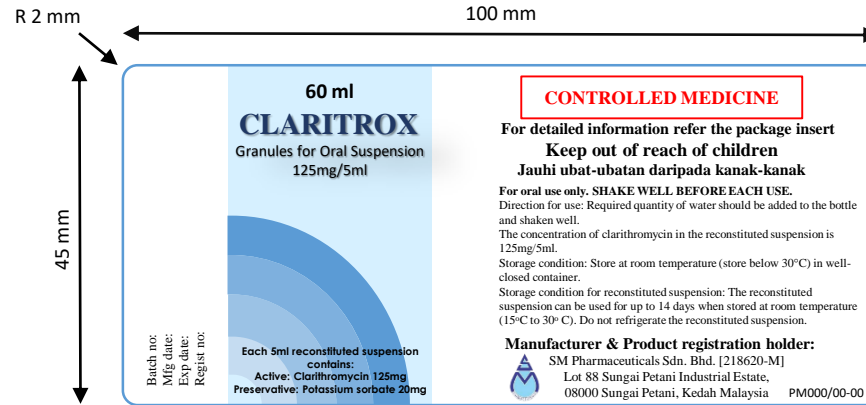 R 2 mm
100 mm
45 mm
Batch no:
Mfg date:
Exp date:
Regist no:
60 ml
CLARITROX
Granules for Oral Suspension
125mg/5ml
Each 5ml reconstituted suspension
contains:
Active: Clarithromycin 125mg
Preservative: Potassium sorbate 20mg
CONTROLLED MEDICINE
For detailed information refer the package insert
Keep out of reach of children
Jauhi ubat-ubatan daripada kanak-kanak
For oral use only. SHAKE WELL BEFORE EACH USE.
Direction for use: Required quantity of water should be added to the bottle
and shaken well.
The concentration of clarithromycin in the reconstituted suspension is
125mg/5ml.
Storage condition: Store at room temperature (store below 30°C) in well-
closed container.
Storage condition for reconstituted suspension: The reconstituted
suspension can be used for up to 14 days when stored at room temperature
(15°C to 30° C). Do not refrigerate the reconstituted suspension.
Manufacturer & Product registration holder:
SM Pharmaceuticals Sdn. Bhd. [218620-M]
Lot 88 Sungai Petani Industrial Estate,
08000 Sungai Petani, Kedah Malaysia
PM000/00-00